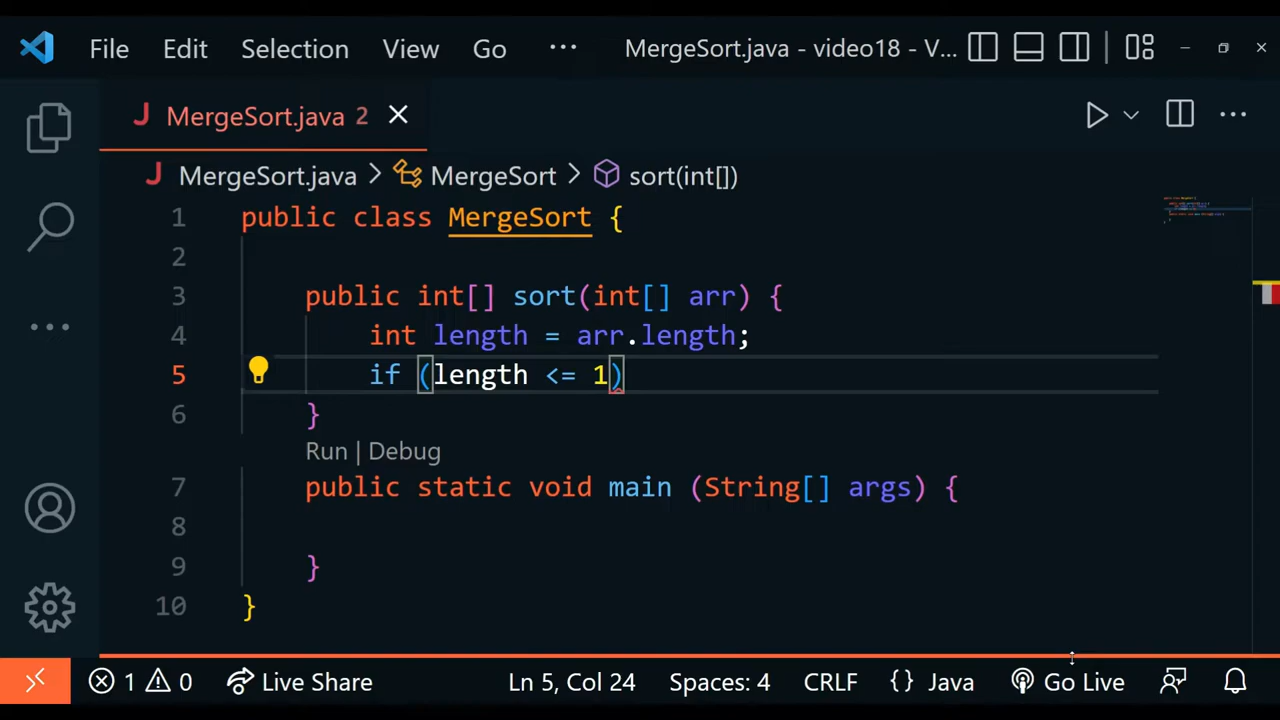 File Edit Selection View Go ··· MergeSort.java - video18 - V...
J MergeSort.java 2
J MergeSort.java > MergeSort > sort(int[])
1 public class MergeSort {
2
3 public int[] sort(int[] arr) {
4 int length = arr.length;
5 if (length <= 1)
6 }
Run | Debug
7 public static void main (String[] args) {
8
9 }
10 }
1 0 Live Share Ln 5, Col 24 Spaces: 4 CRLF {} Java Go Live